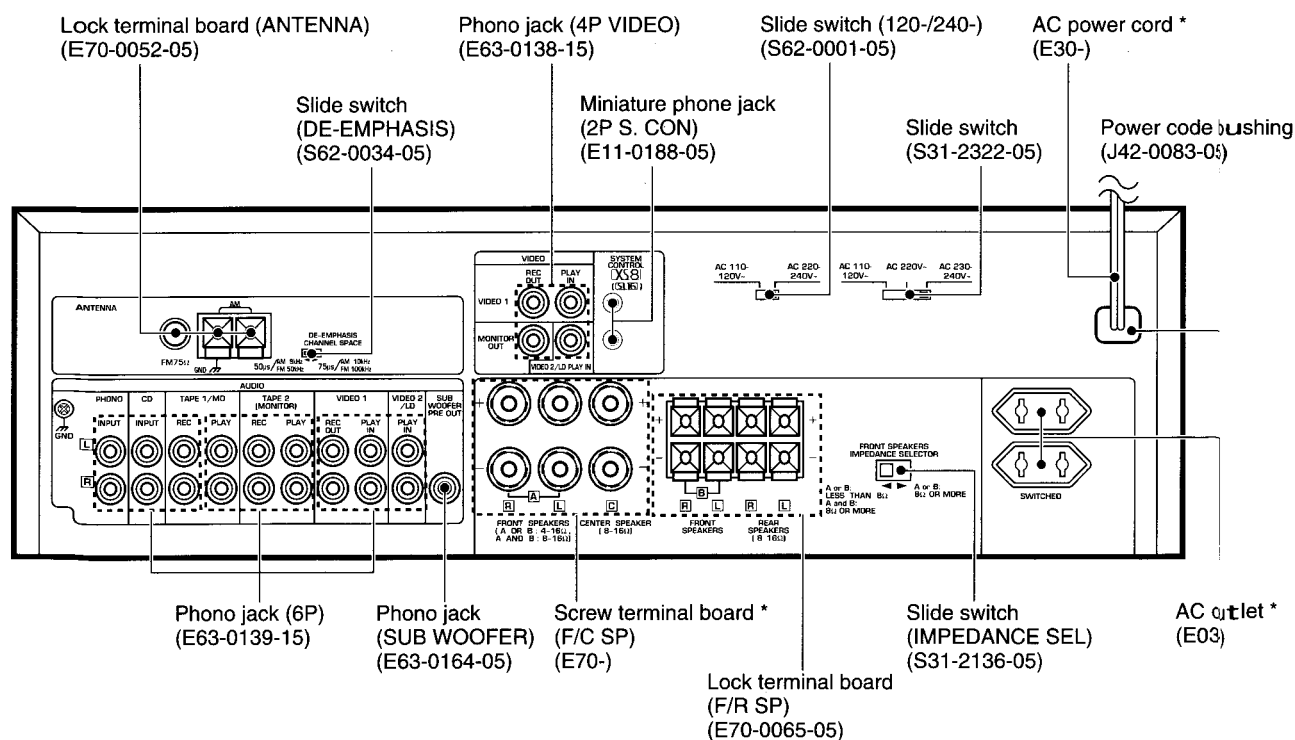 Lock terminal board (ANTENNA)
(E70-0052-05)
Phono jack (4P VIDEO)
(E63-0138-15)
Slide switch (120-/240-)
(S62-0001-05)
AC power cord *
(E30-)
Slide switch
(DE-EMPHASIS)
(S62-0034-05)
Miniature phone jack
(2P S. CON)
(E11-0188-05)
Slide switch
(S31-2322-05)
Power code bushing
(J42-0083-05)
ANTENNA
AM
FM75Ω
GND
DE-EMPHASIS
CHANNEL SPACE
50µs/ AM 9kHz
FM 50kHz
75µs/ AM 10kHz
FM 100kHz
VIDEO
REC
OUT
PLAY
IN
VIDEO 1
MONITOR
OUT
VIDEO 2/LD PLAY IN
SYSTEM
CONTROL
XS8
(SL16)
AC 110-
120V~
AC 220-
240V~
AC 110-
120V~
AC 220V~
AC 230-
240V~
AUDIO
PHONO
CD
TAPE 1/MD
TAPE 2
(MONITOR)
VIDEO 1
VIDEO 2
/LD
SUB
WOOFER
PRE OUT
GND
INPUT
INPUT
REC
PLAY
REC
PLAY
REC
OUT
PLAY
IN
PLAY
IN
L
R
+
-
A
R
L
C
FRONT SPEAKERS
( A OR B : 4-16Ω,
A AND B : 8-16Ω)
CENTER SPEAKER
( 8-16Ω)
+
-
+
-
B
R
L
R
L
FRONT
SPEAKERS
REAR
SPEAKERS
( 8-16Ω)
FRONT SPEAKERS
IMPEDANCE SELECTOR
A or B:
LESS THAN 8Ω
A and B:
8Ω OR MORE
A or B:
8Ω OR MORE
SWITCHED
Phono jack (6P)
(E63-0139-15)
Phono jack
(SUB WOOFER)
(E63-0164-05)
Screw terminal board *
(F/C SP)
(E70-)
Lock terminal board
(F/R SP)
(E70-0065-05)
Slide switch
(IMPEDANCE SEL)
(S31-2136-05)
AC outlet *
(E03)